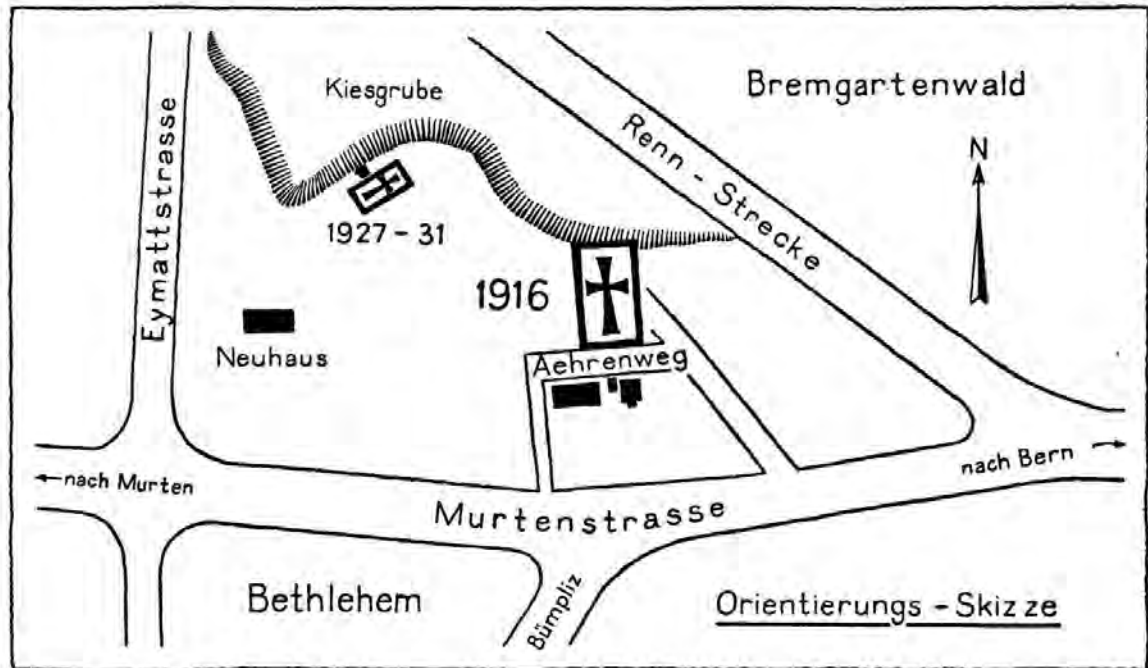 Kiesgrube
Bremgartenwald
Renn - Strecke
N
1927 - 31
1916
Eymattstrasse
Neuhaus
Aehrenweg
nach Murten
Murtenstrasse
nach Bern
Bethlehem
Bümpliz
Orientierungs - Skizze